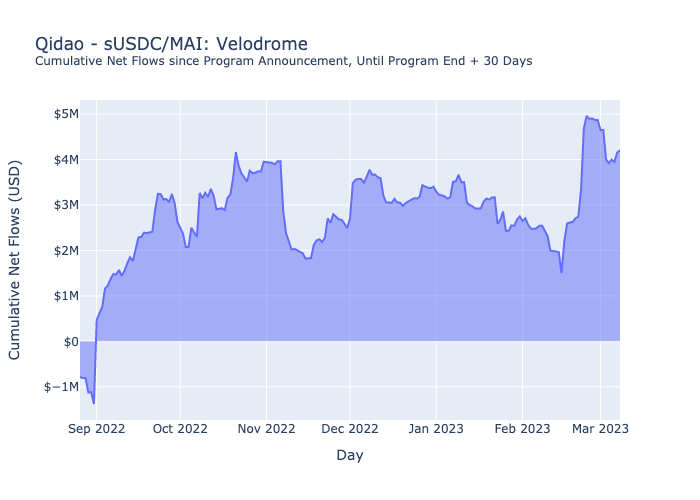 Qidao - sUSDC/MAI: Velodrome
Cumulative Net Flows since Program Announcement, Until Program End + 30 Days
Cumulative Net Flows (USD)
$5M
$4M
$3M
$2M
$1M
$0
$−1M
Sep 2022 Oct 2022 Nov 2022 Dec 2022 Jan 2023 Feb 2023 Mar 2023
Day